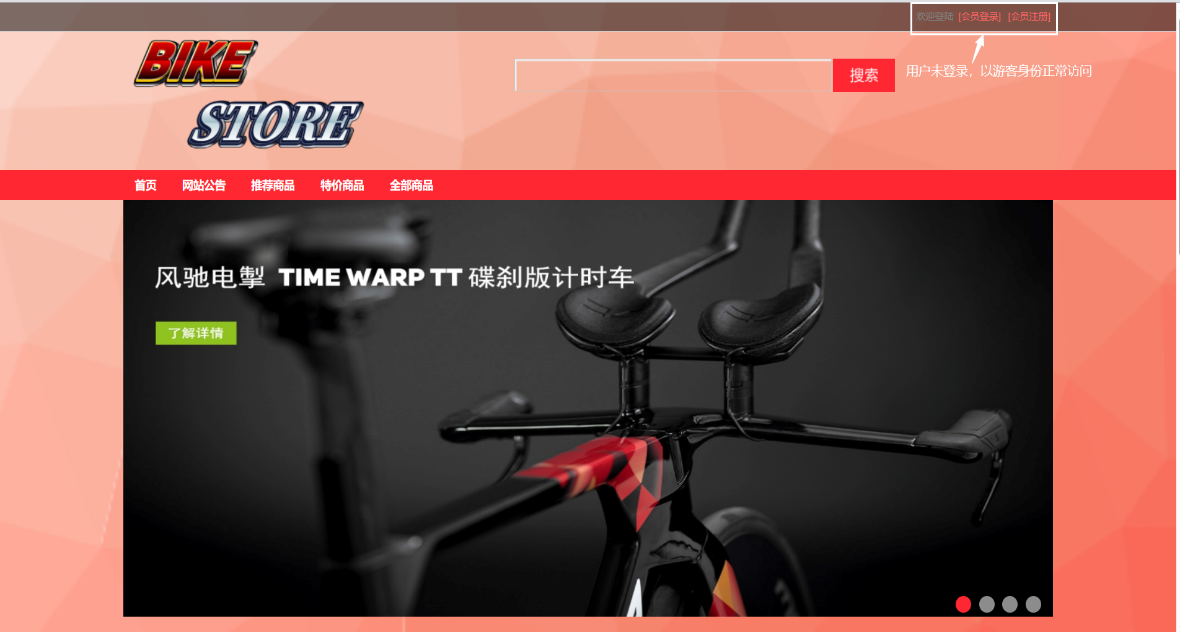 欢迎登陆 [会员登录] [会员注册]
用户未登录，以游客身份正常访问
BIKE
STORE
搜索
首页 网站公告 推荐商品 特价商品 全部商品
风驰电掣 TIME WARP TT 碟刹版计时车
了解详情